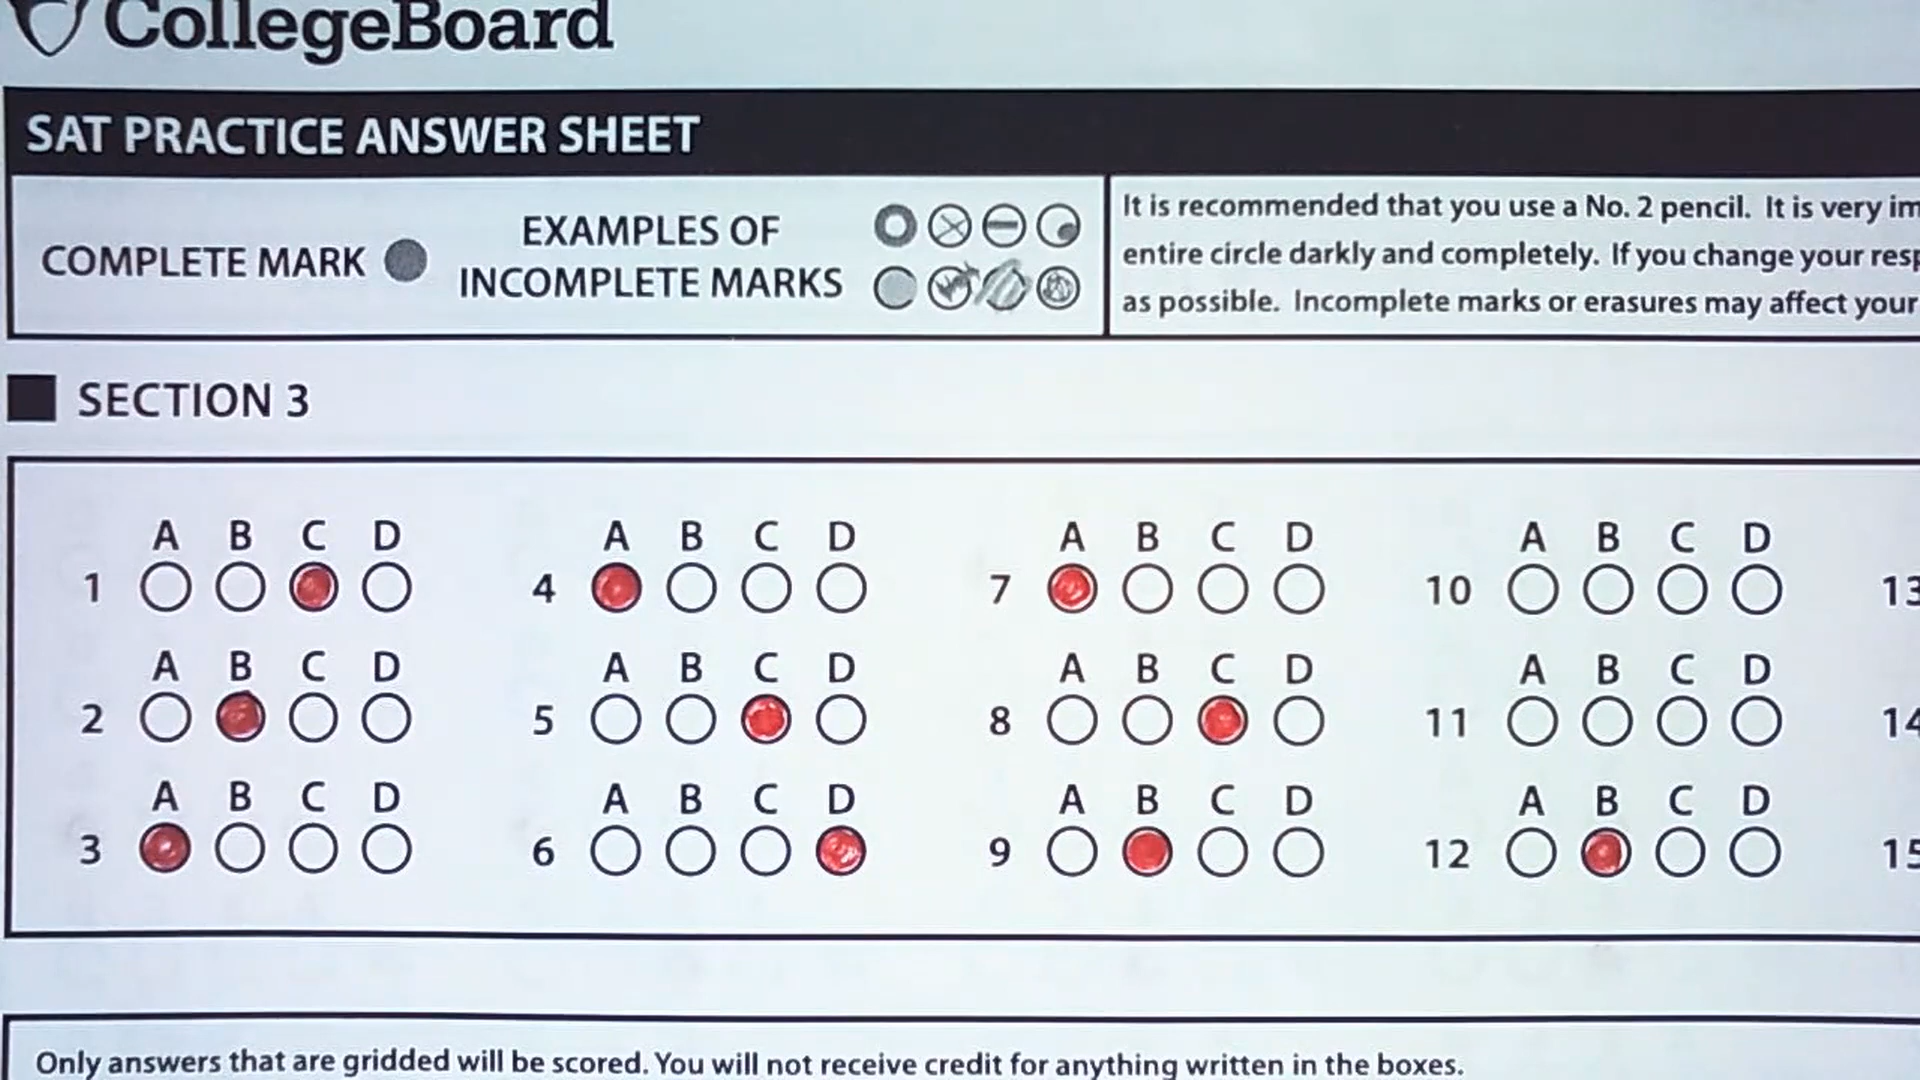 CollegeBoard
SAT PRACTICE ANSWER SHEET
COMPLETE MARK
EXAMPLES OF
INCOMPLETE MARKS
It is recommended that you use a No. 2 pencil. It is very im
entire circle darkly and completely. If you change your resp
as possible. Incomplete marks or erasures may affect your
SECTION 3
A B C D A B C D A B C D A B C D
1 4 7 10 13
A B C D A B C D A B C D A B C D
2 5 8 11 14
A B C D A B C D A B C D A B C D
3 6 9 12 15
Only answers that are gridded will be scored. You will not receive credit for anything written in the boxes.